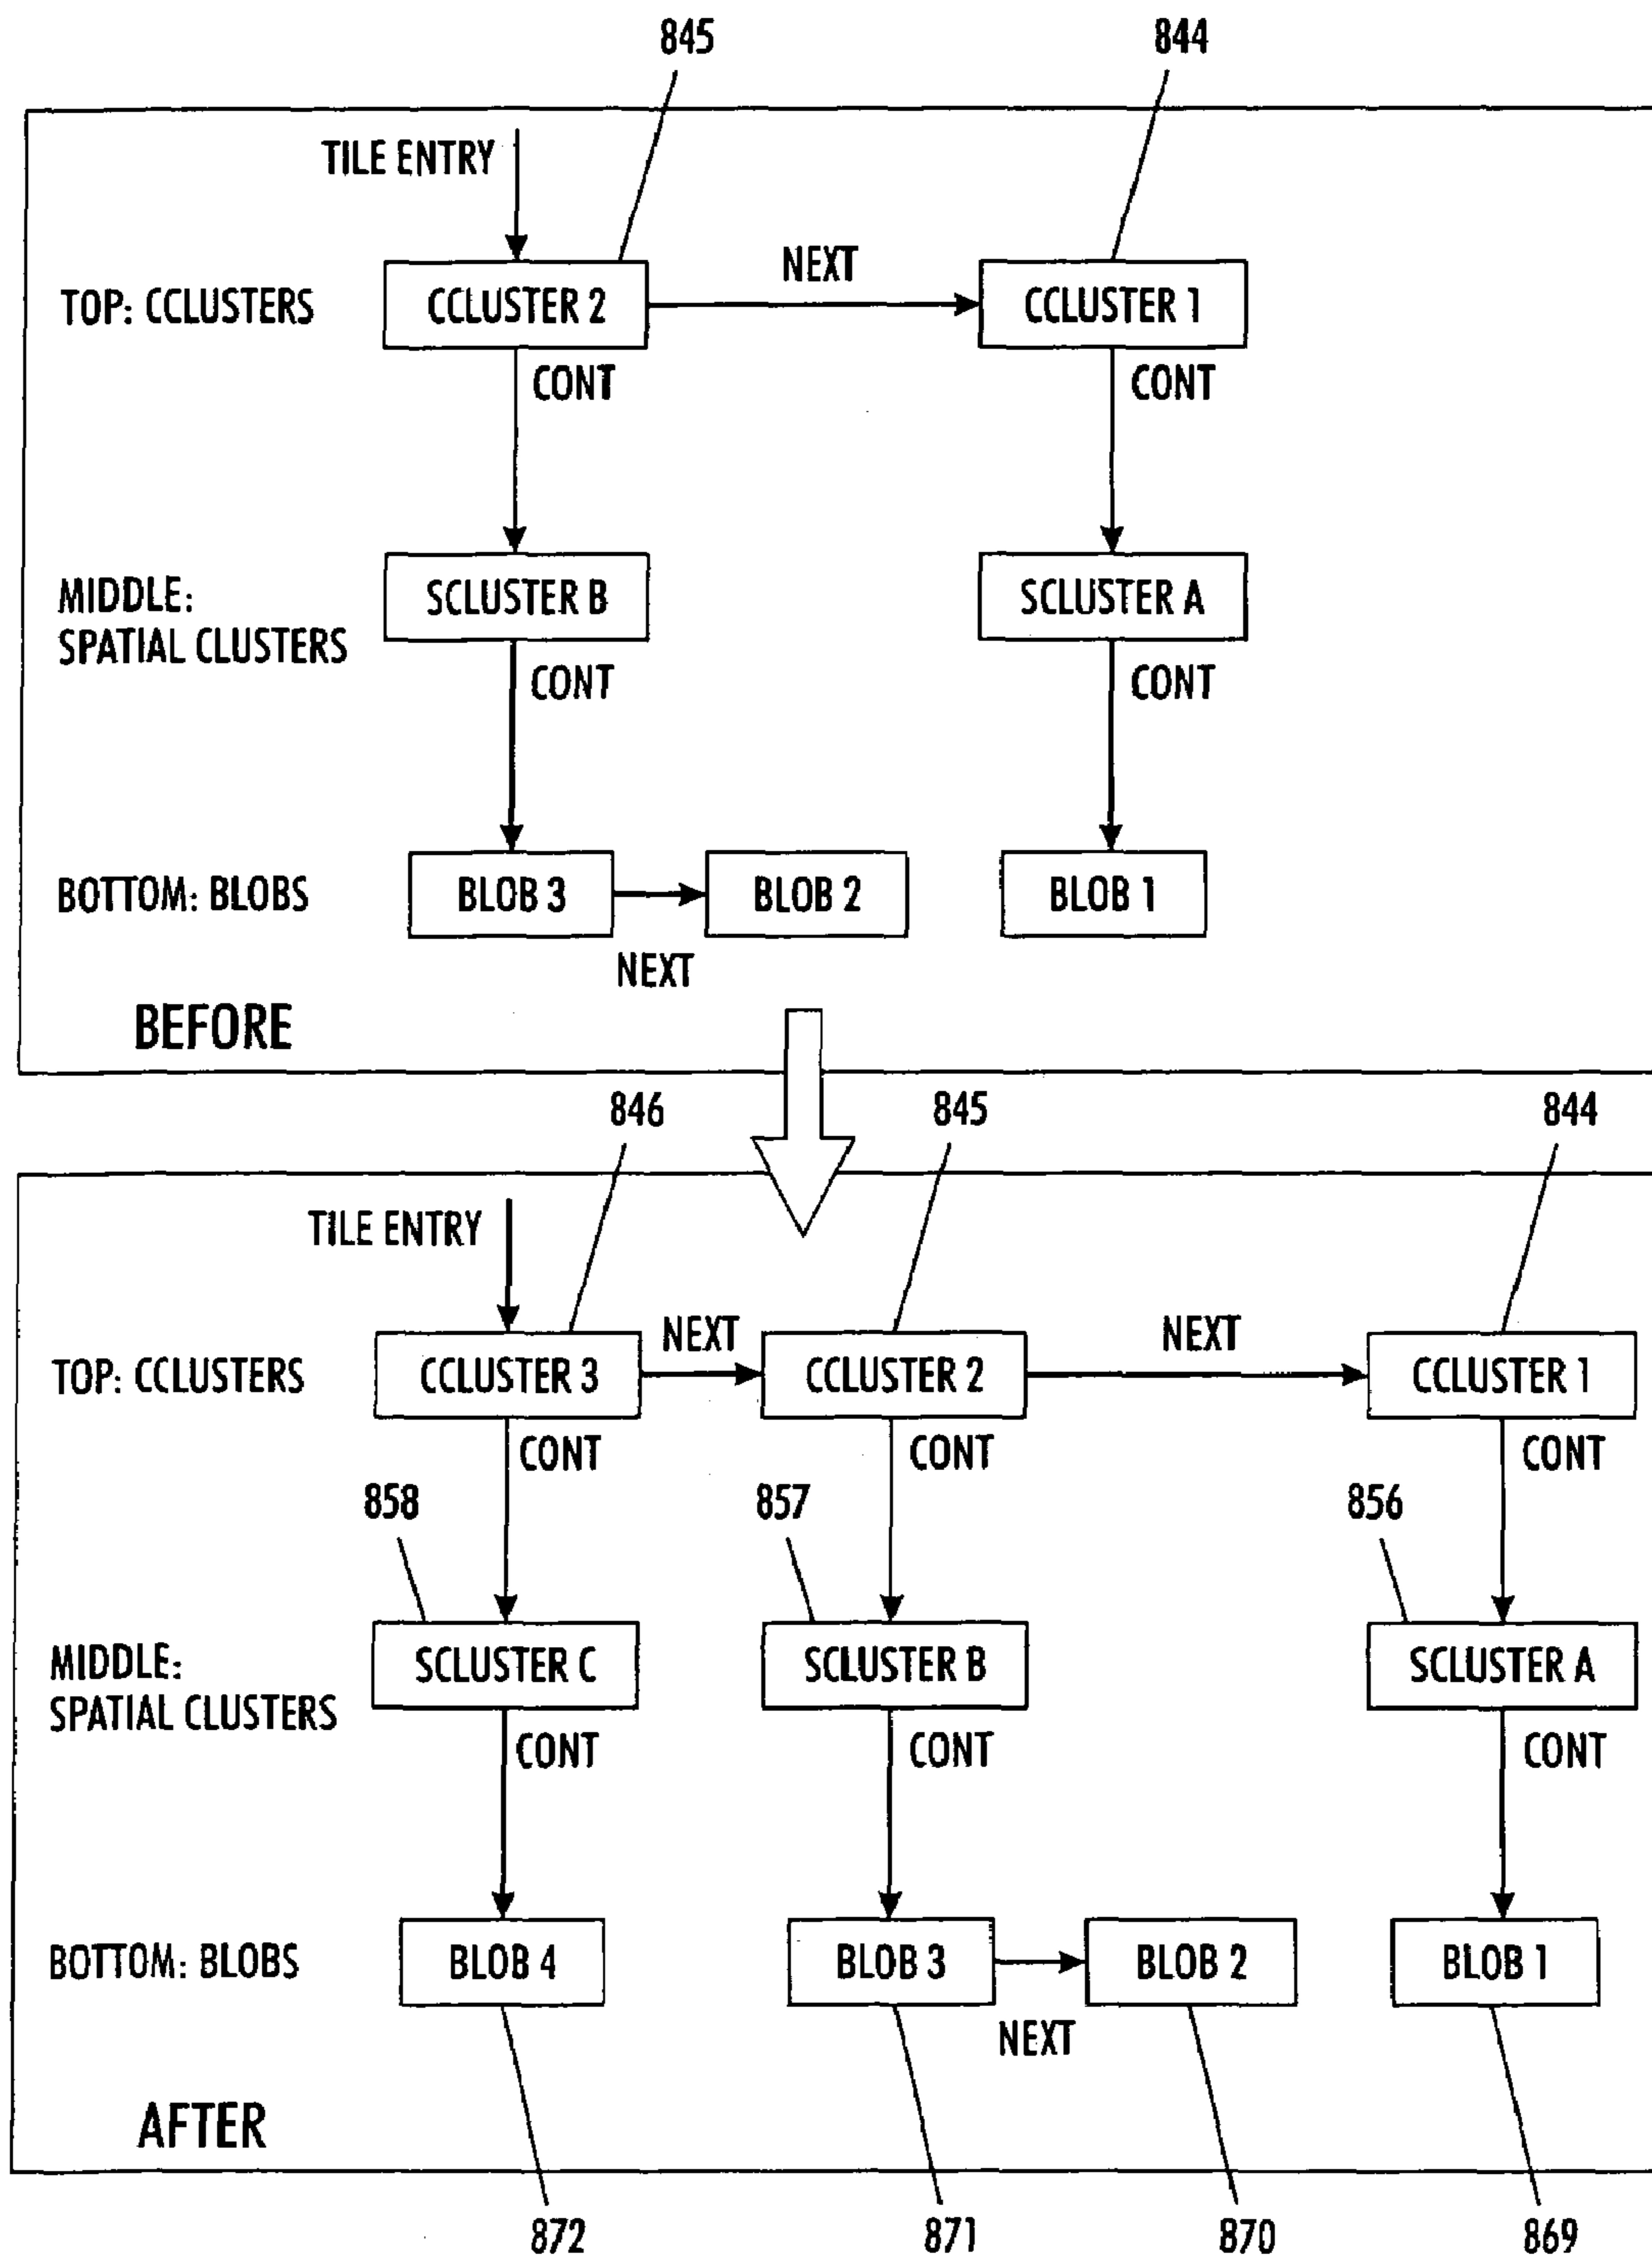 845 844
TILE ENTRY
NEXT
TOP: CCLUSTERS CCLUSTER 2 CCLUSTER 1
CONT CONT
MIDDLE: SCLUSTER B SCLUSTER A
SPATIAL CLUSTERS
CONT CONT
BOTTOM: BLOBS BLOB 3 BLOB 2 BLOB 1
NEXT
BEFORE
846 845 844
TILE ENTRY
NEXT NEXT
TOP: CCLUSTERS CCLUSTER 3 CCLUSTER 2 CCLUSTER 1
CONT CONT CONT
858 857 856
MIDDLE: SCLUSTER C SCLUSTER B SCLUSTER A
SPATIAL CLUSTERS
CONT CONT CONT
BOTTOM: BLOBS BLOB 4 BLOB 3 BLOB 2 BLOB 1
NEXT
AFTER
872 871 870 869